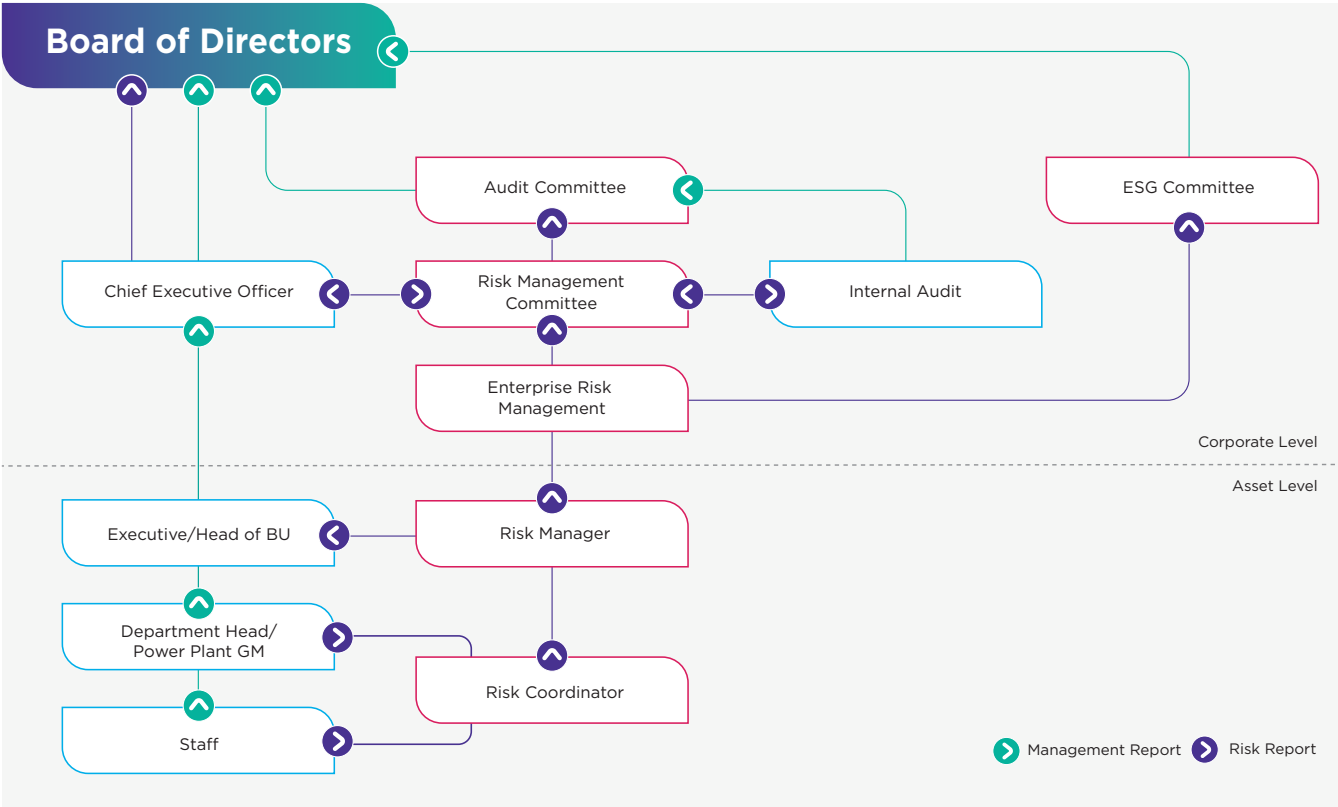 Board of Directors
Audit Committee
ESG Committee
Chief Executive Officer
Risk Management
Committee
Internal Audit
Enterprise Risk
Management
Corporate Level
Asset Level
Executive/Head of BU
Risk Manager
Department Head/
Power Plant GM
Risk Coordinator
Staff
Management Report
Risk Report